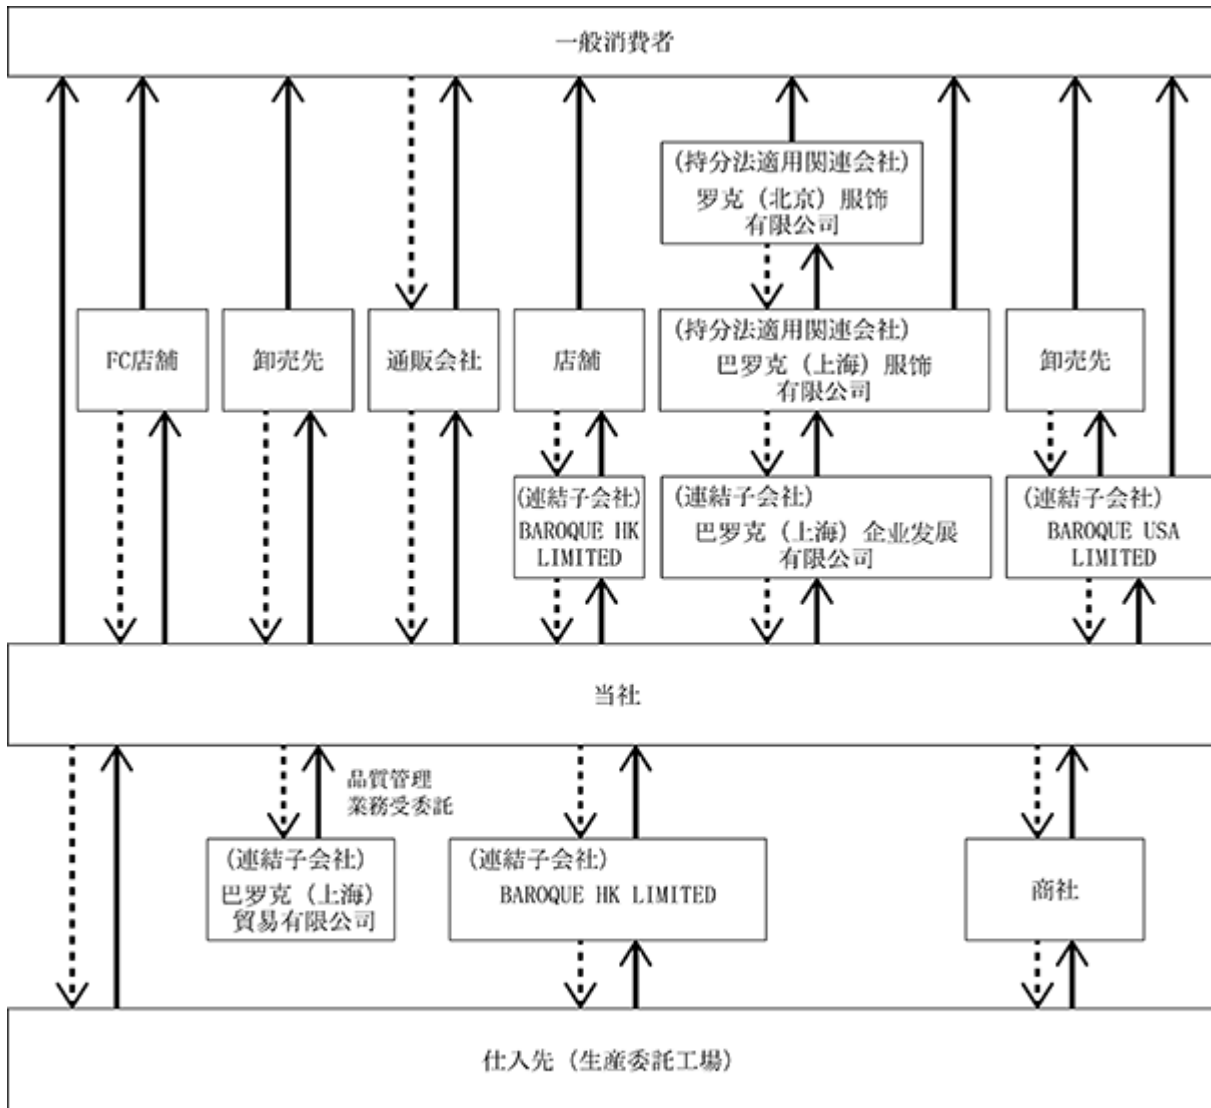 一般消費者
(持分法適用関連会社)
罗克（北京）服饰
有限公司
FC店舗
卸売先
通販会社
店舗
(持分法適用関連会社)
巴罗克（上海）服饰
有限公司
卸売先
(連結子会社)
BAROQUE HK
LIMITED
(連結子会社)
巴罗克（上海）企业发展
有限公司
(連結子会社)
BAROQUE USA
LIMITED
当社
品質管理
業務受委託
(連結子会社)
巴罗克（上海）
貿易有限公司
(連結子会社)
BAROQUE HK LIMITED
商社
仕入先（生産委託工場）